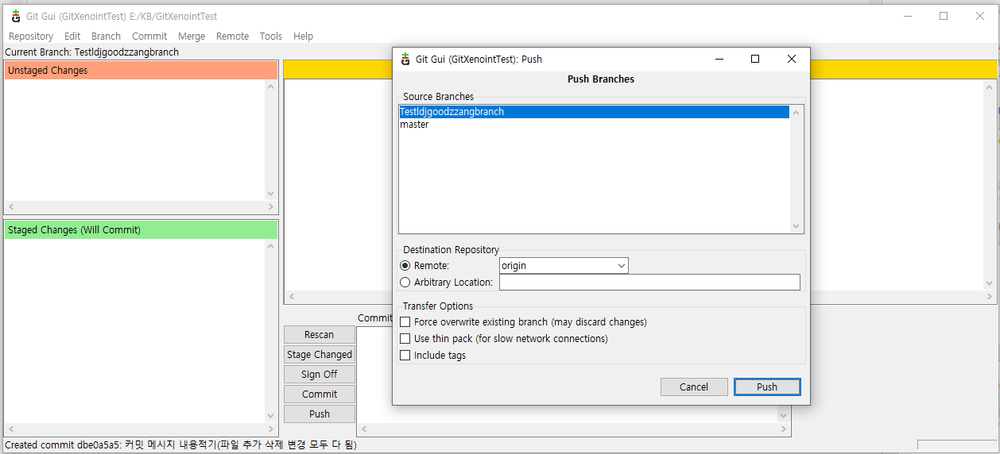 Git Gui (GitXenointTest) E:/KB/GitXenointTest
Repository Edit Branch Commit Merge Remote Tools Help
Current Branch: Testldjgoodzzangbranch
Unstaged Changes
Staged Changes (Will Commit)
Commit
Rescan
Stage Changed
Sign Off
Commit
Push
Git Gui (GitXenointTest): Push
Push Branches
Source Branches
Testldjgoodzzangbranch
master
Destination Repository
Remote: origin
Arbitrary Location:
Transfer Options
Force overwrite existing branch (may discard changes)
Use thin pack (for slow network connections)
Include tags
Cancel Push
Created commit dbe0a5a5: 커밋 메시지 내용적기(파일 추가 삭제 변경 모두 다 됨)